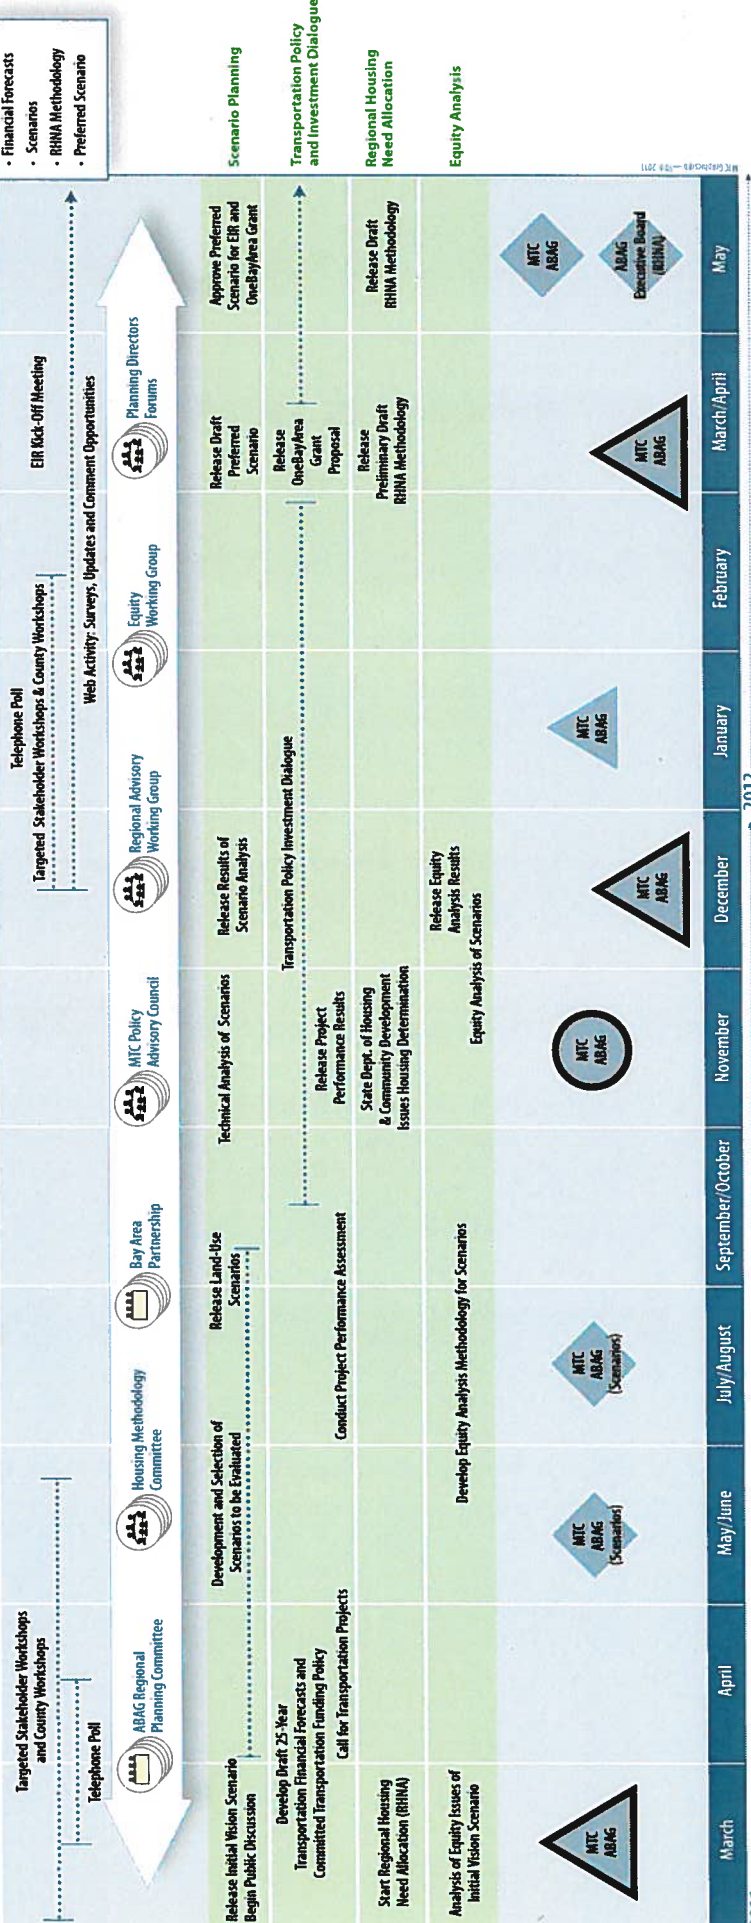 · Financial Forecasts
· Scenarios
· RHNA Methodology
· Preferred Scenario
Targeted Stakeholder Workshops
and County Workshops
Telephone Poll
Telephone Poll
Targeted Stakeholder Workshops & County Workshops
EIR Kick-Off Meeting
Web Activity: Surveys, Updates and Comment Opportunities
ABAG Regional
Planning Committee
Housing Methodology
Committee
Bay Area
Partnership
MTC Policy
Advisory Council
Regional Advisory
Working Group
Equity
Working Group
Planning Directors
Forums
Scenario Planning
Release Initial Vision Scenario
Begin Public Discussion
Development and Selection of
Scenarios to be Evaluated
Release Land-Use
Scenarios
Technical Analysis of Scenarios
Release Results of
Scenario Analysis
Release Draft
Preferred
Scenario
Approve Preferred
Scenario for EIR and
OneBayArea Grant
Transportation Policy
and Investment Dialogue
Develop Draft 25-Year
Transportation Financial Forecasts and
Committed Transportation Funding Policy
Call for Transportation Projects
Conduct Project Performance Assessment
Transportation Policy Investment Dialogue
Release Project
Performance Results
Release
OneBayArea
Grant
Proposal
Regional Housing
Need Allocation
Start Regional Housing
Need Allocation (RHNA)
State Dept. of Housing
& Community Development
Issues Housing Determination
Release
Preliminary Draft
RHNA Methodology
Release Draft
RHNA Methodology
Equity Analysis
Analysis of Equity Issues of
Initial Vision Scenario
Develop Equity Analysis Methodology for Scenarios
Release Equity
Analysis Results
Equity Analysis of Scenarios
MTC
ABAG
MTC
ABAG
(Scenarios)
MTC
ABAG
(Scenarios)
MTC
ABAG
MTC
ABAG
MTC
ABAG
MTC
ABAG
MTC
ABAG
ABAG
Executive Board
(RHNA)
March
April
May/June
July/August
September/October
November
December
January
February
March/April
May
2012